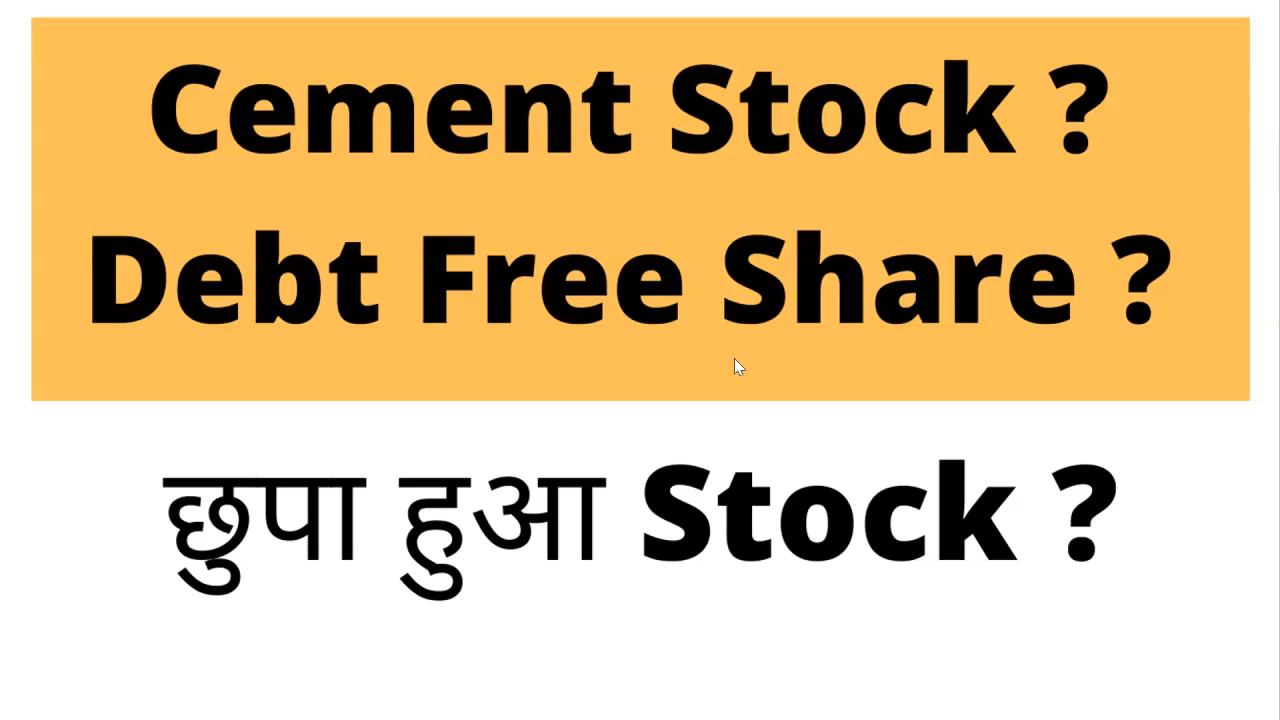 Cement Stock ?
Debt Free Share ?
छुपा हुआ Stock ?